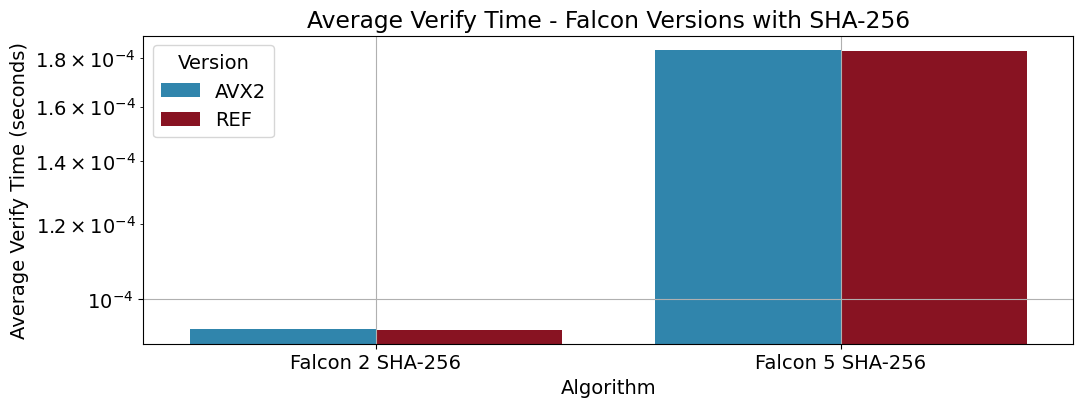 Average Verify Time - Falcon Versions with SHA-256
Average Verify Time (seconds)
1.8 × 10⁻⁴
1.6 × 10⁻⁴
1.4 × 10⁻⁴
1.2 × 10⁻⁴
10⁻⁴
Version
AVX2
REF
Falcon 2 SHA-256
Falcon 5 SHA-256
Algorithm